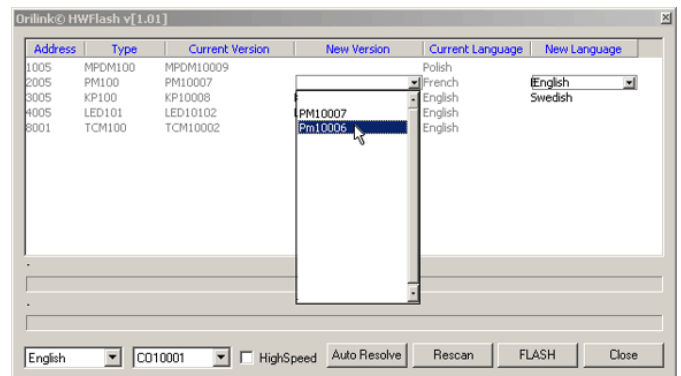 Orilink© HWFlash v[1.01]
Address Type Current Version New Version Current Language New Language
1005 MPDM100 MPDM10009 Polish
2005 PM100 PM10007 French English
3005 KP100 KP10008 English Swedish
4005 LED101 LED10102 PM10007 English
8001 TCM100 TCM10002 Pm10006 English
English CO10001 HighSpeed Auto Resolve Rescan FLASH Close